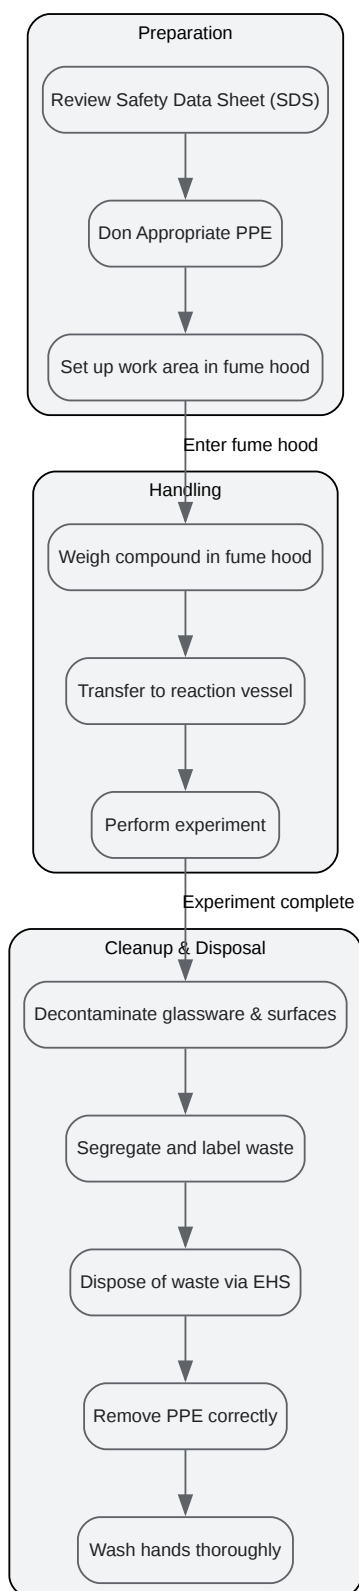 Preparation
Review Safety Data Sheet (SDS)
Don Appropriate PPE
Set up work area in fume hood
Enter fume hood
Handling
Weigh compound in fume hood
Transfer to reaction vessel
Perform experiment
Experiment complete
Cleanup & Disposal
Decontaminate glassware & surfaces
Segregate and label waste
Dispose of waste via EHS
Remove PPE correctly
Wash hands thoroughly